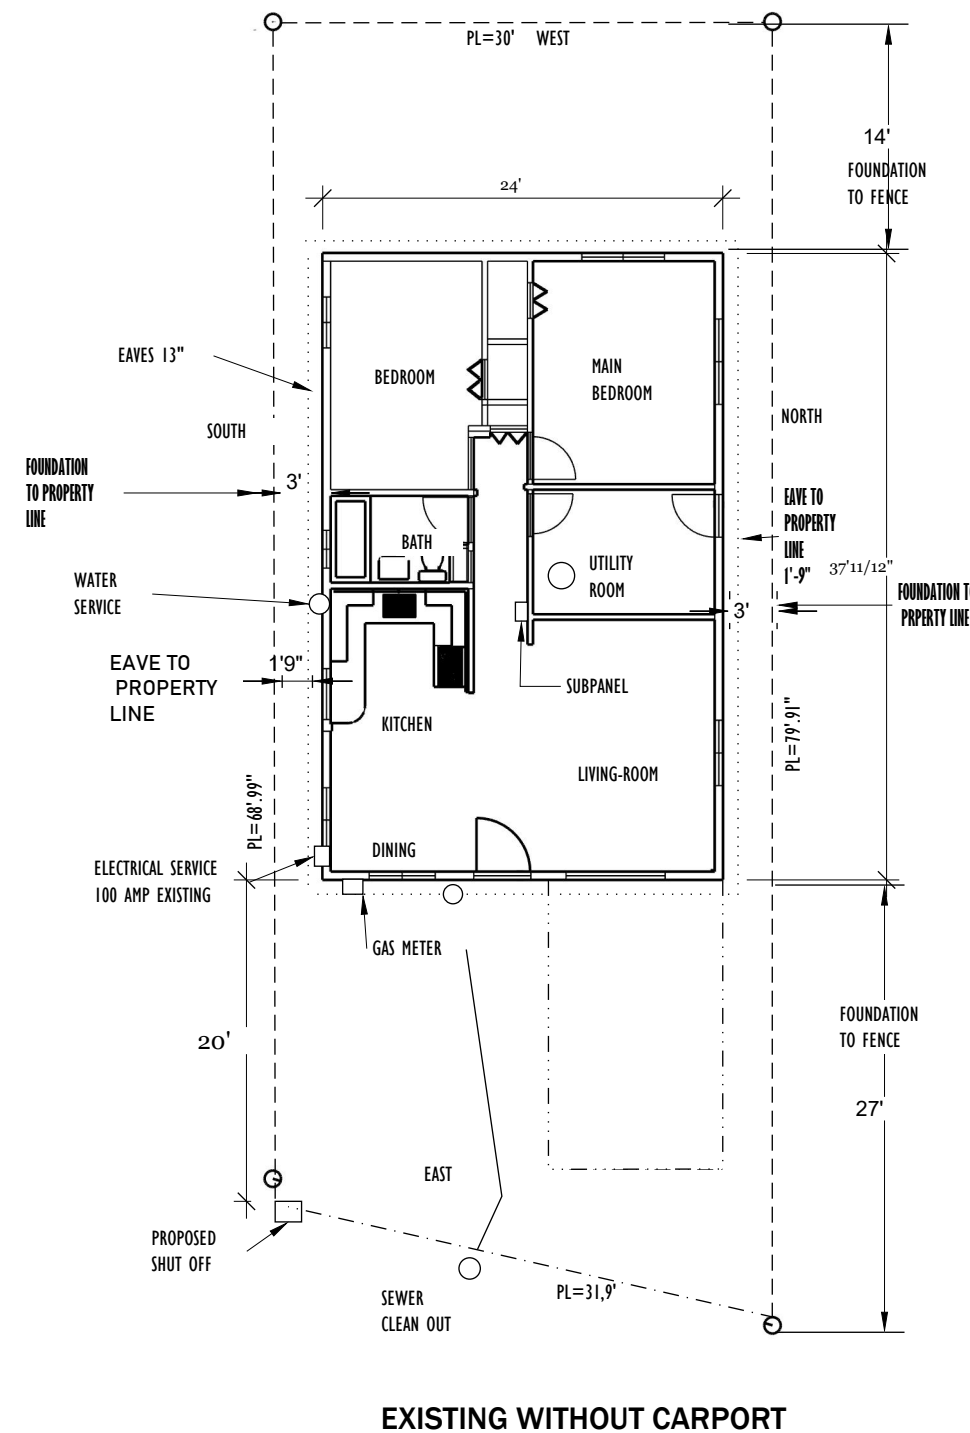 PL=30' WEST
14'
FOUNDATION
TO FENCE
24'
EAVES 13"
BEDROOM
MAIN
BEDROOM
SOUTH
NORTH
FOUNDATION
TO PROPERTY
LINE
3'
EAVE TO
PROPERTY
LINE
1'-9"
37'11/12"
BATH
UTILITY
ROOM
WATER
SERVICE
FOUNDATION T
PRPERTY LINE
3'
EAVE TO
PROPERTY
LINE
1'9"
SUBPANEL
KITCHEN
PL=79'.91"
LIVING-ROOM
PL=68'.99"
DINING
ELECTRICAL SERVICE
100 AMP EXISTING
GAS METER
20'
FOUNDATION
TO FENCE
27'
EAST
PROPOSED
SHUT OFF
SEWER
CLEAN OUT
PL=31,9'
EXISTING WITHOUT CARPORT